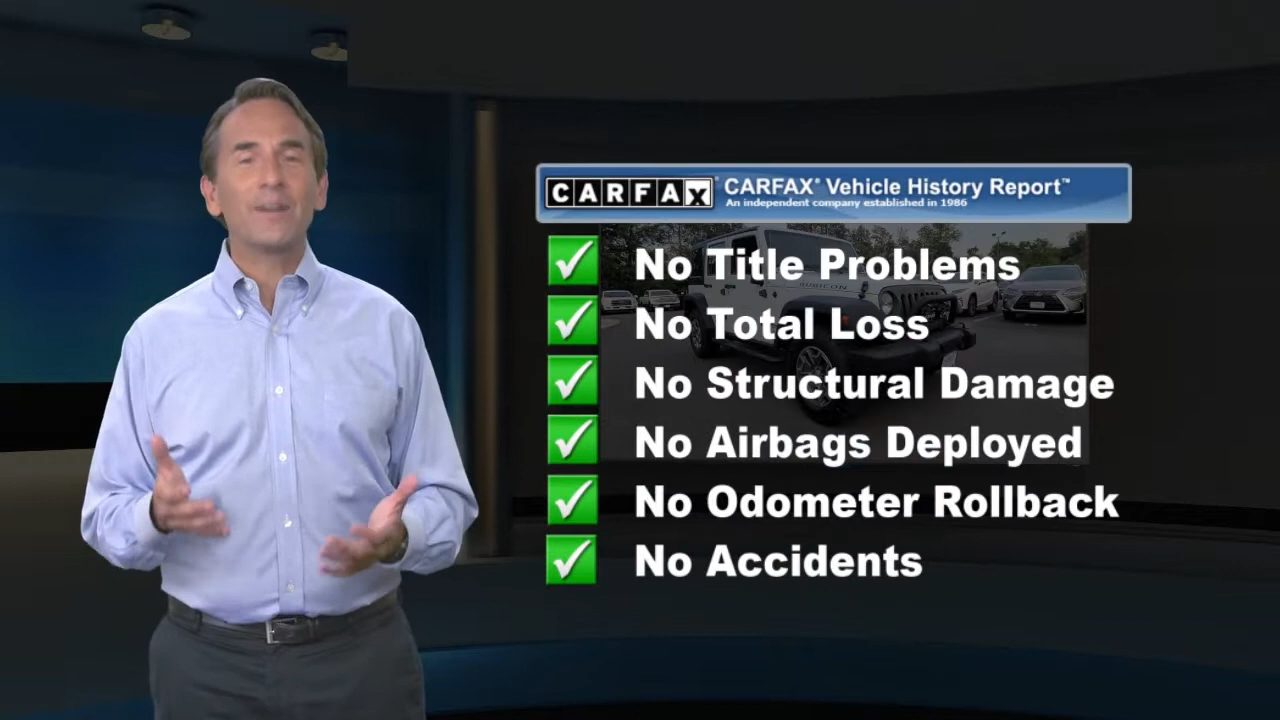 CARFAX® CARFAX® Vehicle History Report™
An independent company established in 1986
No Title Problems
No Total Loss
No Structural Damage
No Airbags Deployed
No Odometer Rollback
No Accidents
RUBICON